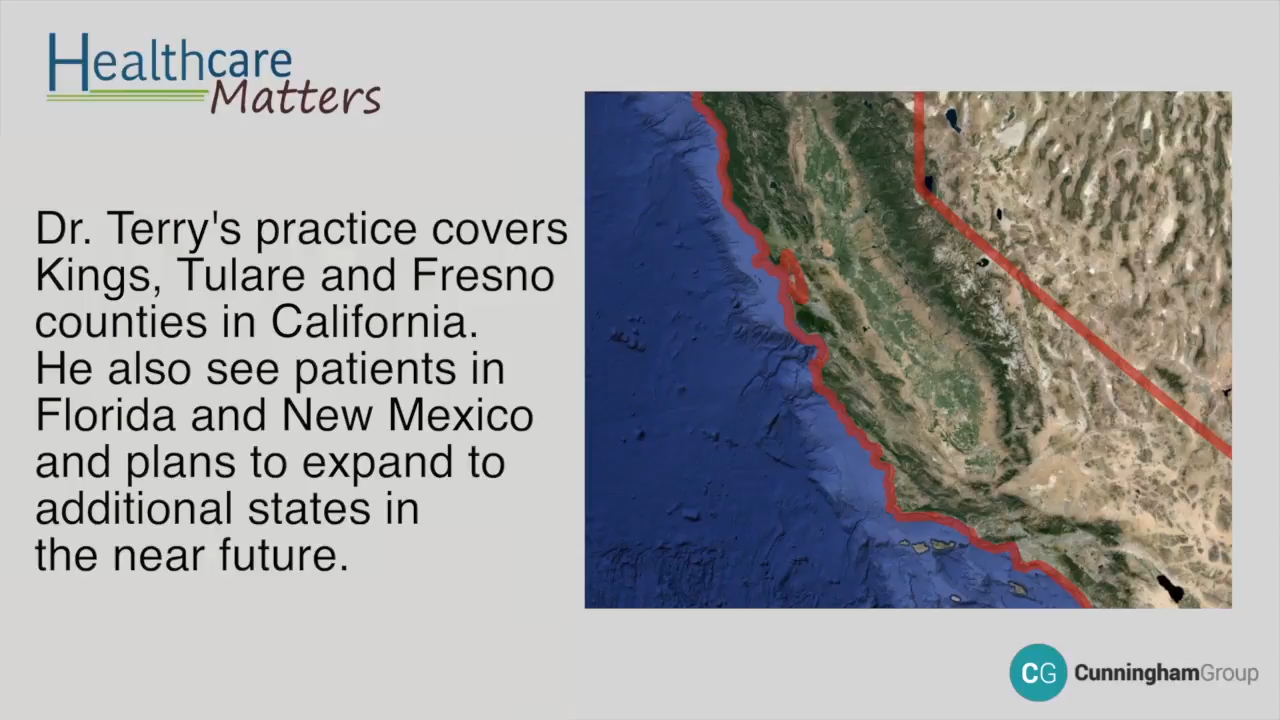 Healthcare
Matters
Dr. Terry's practice covers
Kings, Tulare and Fresno
counties in California.
He also see patients in
Florida and New Mexico
and plans to expand to
additional states in
the near future.
CG CunninghamGroup